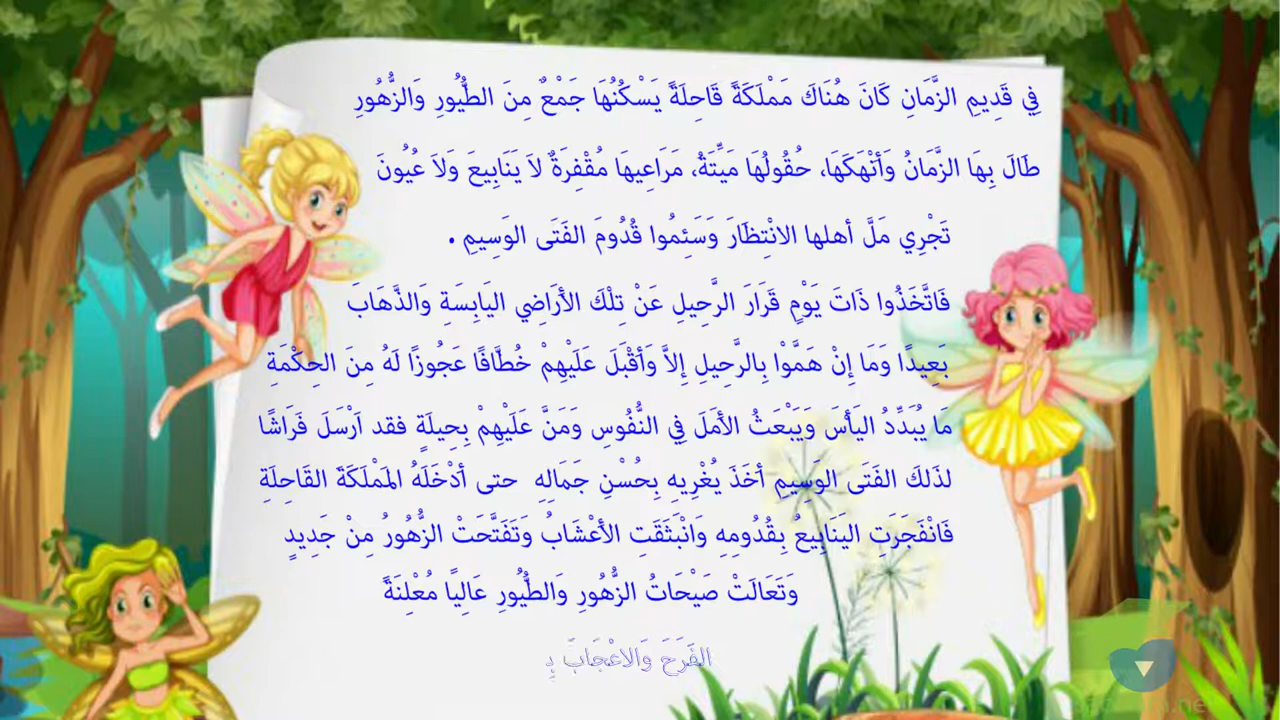 فِي قَدِيمِ الزَّمَانِ كَانَ هُنَاكَ مَمْلَكَةً قَاحِلَةً يَسْكُنُهَا جَمْعٌ مِنَ الطُّيُورِ وَالزُّهُورِ
طَالَ بِهَا الزَّمَانُ وَأَنْهَكَهَا، حُقُولُهَا مَيِّتَةٌ، مَرَاعِيهَا مُقْفِرَةٌ لاَ يَنَابِيعَ وَلاَ عُيُونَ
تَجْرِي مَلَّ أهلها الانْتِظَارَ وَسَئِمُوا قُدُومَ الفَتَى الوَسِيمِ .
فَاتَّخَذُوا ذَاتَ يَوْمٍ قَرَارَ الرَّحِيلِ عَنْ تِلْكَ الأَرَاضِي اليَابِسَةِ وَالذَّهَابَ
بَعِيدًا وَمَا إِنْ هَمَّوْا بِالرَّحِيلِ إِلاَّ وَأَقْبَلَ عَلَيْهِمْ خُطَّافًا عَجُوزًا لَهُ مِنَ الحِكْمَةِ
مَا يُبَدِّدُ اليَأْسَ وَيَبْعَثُ الأَمَلَ فِي النُّفُوسِ وَمَنَّ عَلَيْهِمْ بِحِيلَةٍ فقد اَرْسَلَ فَرَاشًا
لذَلكَ الفَتَى الوَسِيمِ أَخَذَ يُغْرِيهِ بِحُسْنِ جَمَالِهِ حتى أَدْخَلَهُ المَمْلَكَةَ القَاحِلَةِ
فَانْفَجَرَتِ اليَنَابِيعُ بِقُدُومِهِ وَانْبَثَقَتِ الأَعْشَابُ وَتَفَتَّحَتْ الزُّهُورُ مِنْ جَدِيدٍ
وَتَعَالَتْ صَيْحَاتُ الزُّهُورِ وَالطُّيُورِ عَالِيًا مُعْلِنَةً
الفَرَحَ وَالاعْجَابَ